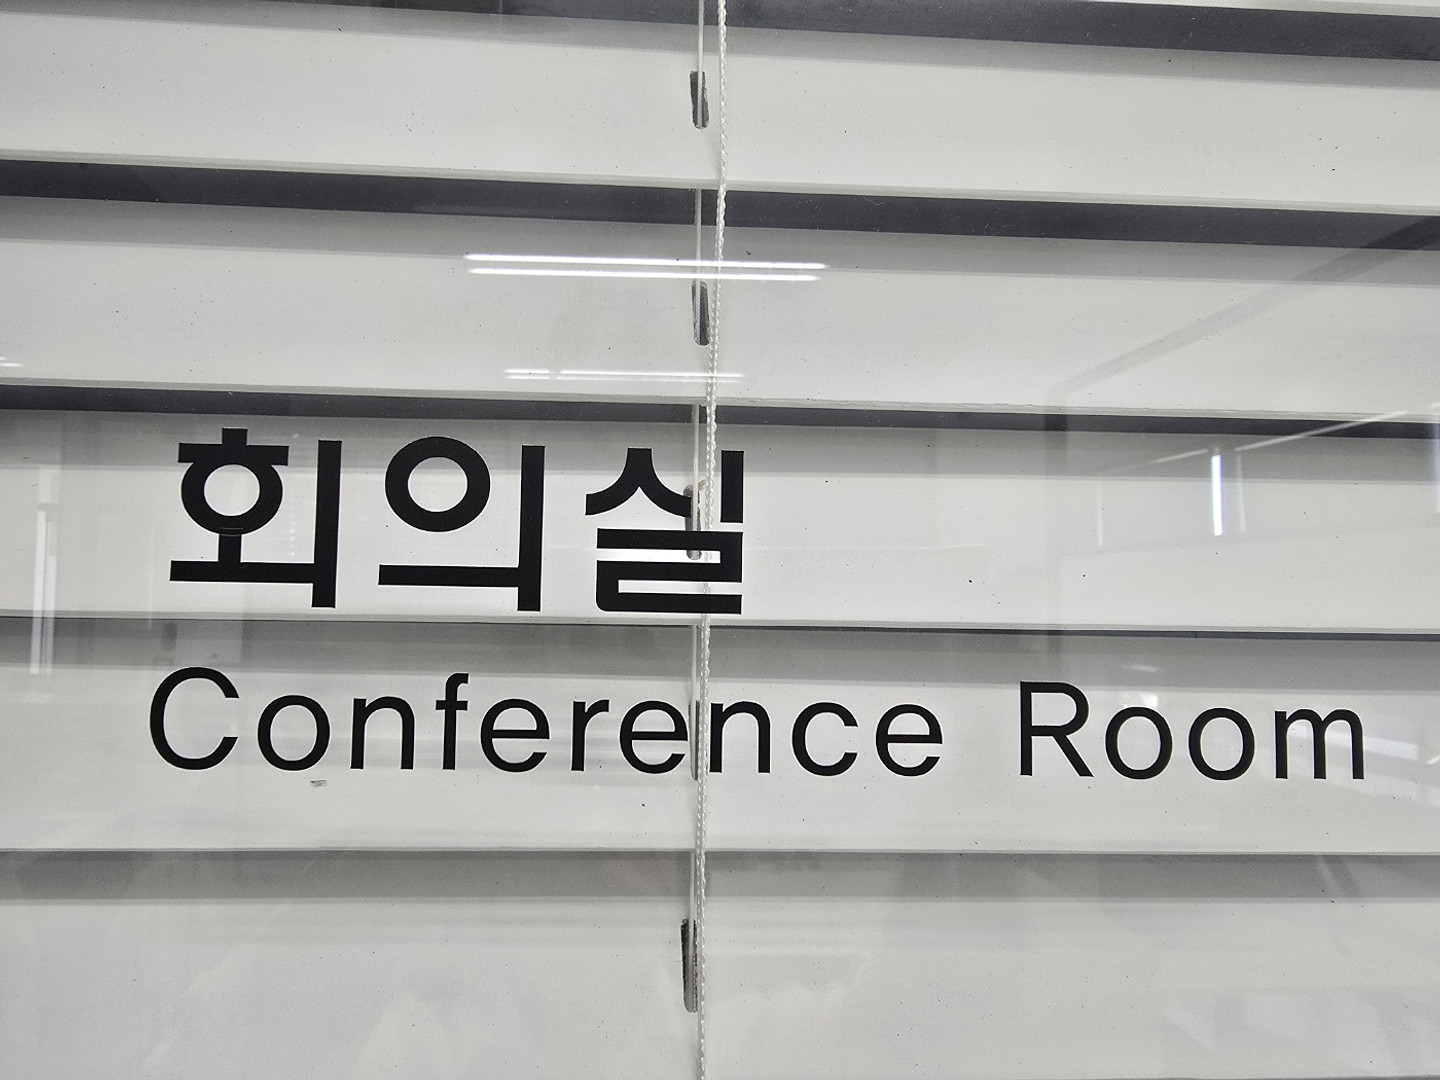 회의실
Conference Room